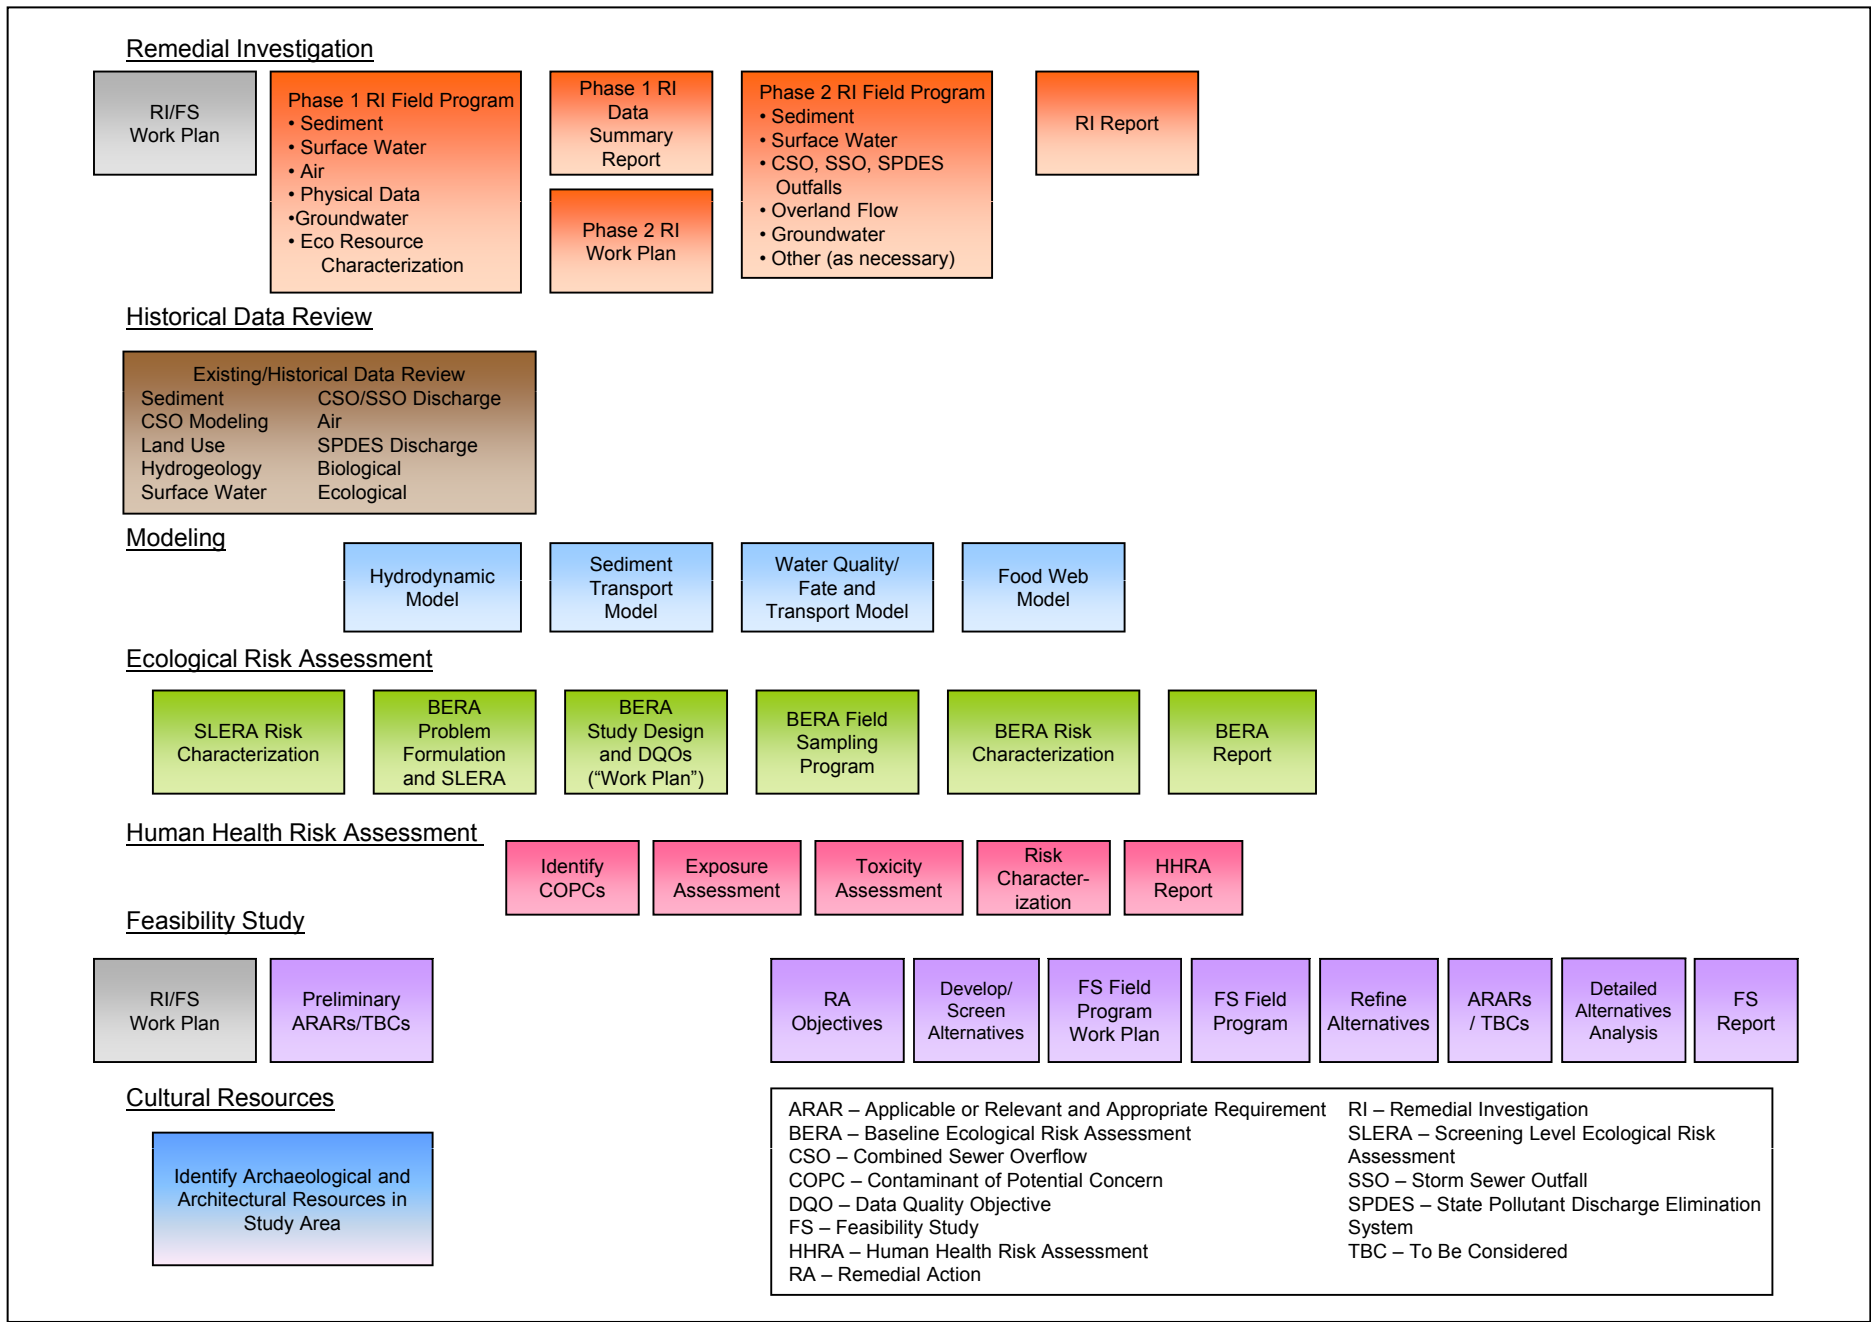 Remedial Investigation
RI/FS
Work Plan
Phase 1 RI Field Program
• Sediment
• Surface Water
• Air
• Physical Data
•Groundwater
• Eco Resource
Characterization
Phase 1 RI
Data
Summary
Report
Phase 2 RI
Work Plan
Phase 2 RI Field Program
• Sediment
• Surface Water
• CSO, SSO, SPDES
Outfalls
• Overland Flow
• Groundwater
• Other (as necessary)
RI Report
Historical Data Review
Existing/Historical Data Review
Sediment
CSO Modeling
Land Use
Hydrogeology
Surface Water
CSO/SSO Discharge
Air
SPDES Discharge
Biological
Ecological
Modeling
Hydrodynamic
Model
Sediment
Transport
Model
Water Quality/
Fate and
Transport Model
Food Web
Model
Ecological Risk Assessment
SLERA Risk
Characterization
BERA
Problem
Formulation
and SLERA
BERA
Study Design
and DQOs
(“Work Plan”)
BERA Field
Sampling
Program
BERA Risk
Characterization
BERA
Report
Human Health Risk Assessment
Identify
COPCs
Exposure
Assessment
Toxicity
Assessment
Risk
Character-
ization
HHRA
Report
Feasibility Study
RI/FS
Work Plan
Preliminary
ARARs/TBCs
RA
Objectives
Develop/
Screen
Alternatives
FS Field
Program
Work Plan
FS Field
Program
Refine
Alternatives
ARARs
/ TBCs
Detailed
Alternatives
Analysis
FS
Report
Cultural Resources
Identify Archaeological and
Architectural Resources in
Study Area
ARAR – Applicable or Relevant and Appropriate Requirement
BERA – Baseline Ecological Risk Assessment
CSO – Combined Sewer Overflow
COPC – Contaminant of Potential Concern
DQO – Data Quality Objective
FS – Feasibility Study
HHRA – Human Health Risk Assessment
RA – Remedial Action
RI – Remedial Investigation
SLERA – Screening Level Ecological Risk
Assessment
SSO – Storm Sewer Outfall
SPDES – State Pollutant Discharge Elimination
System
TBC – To Be Considered